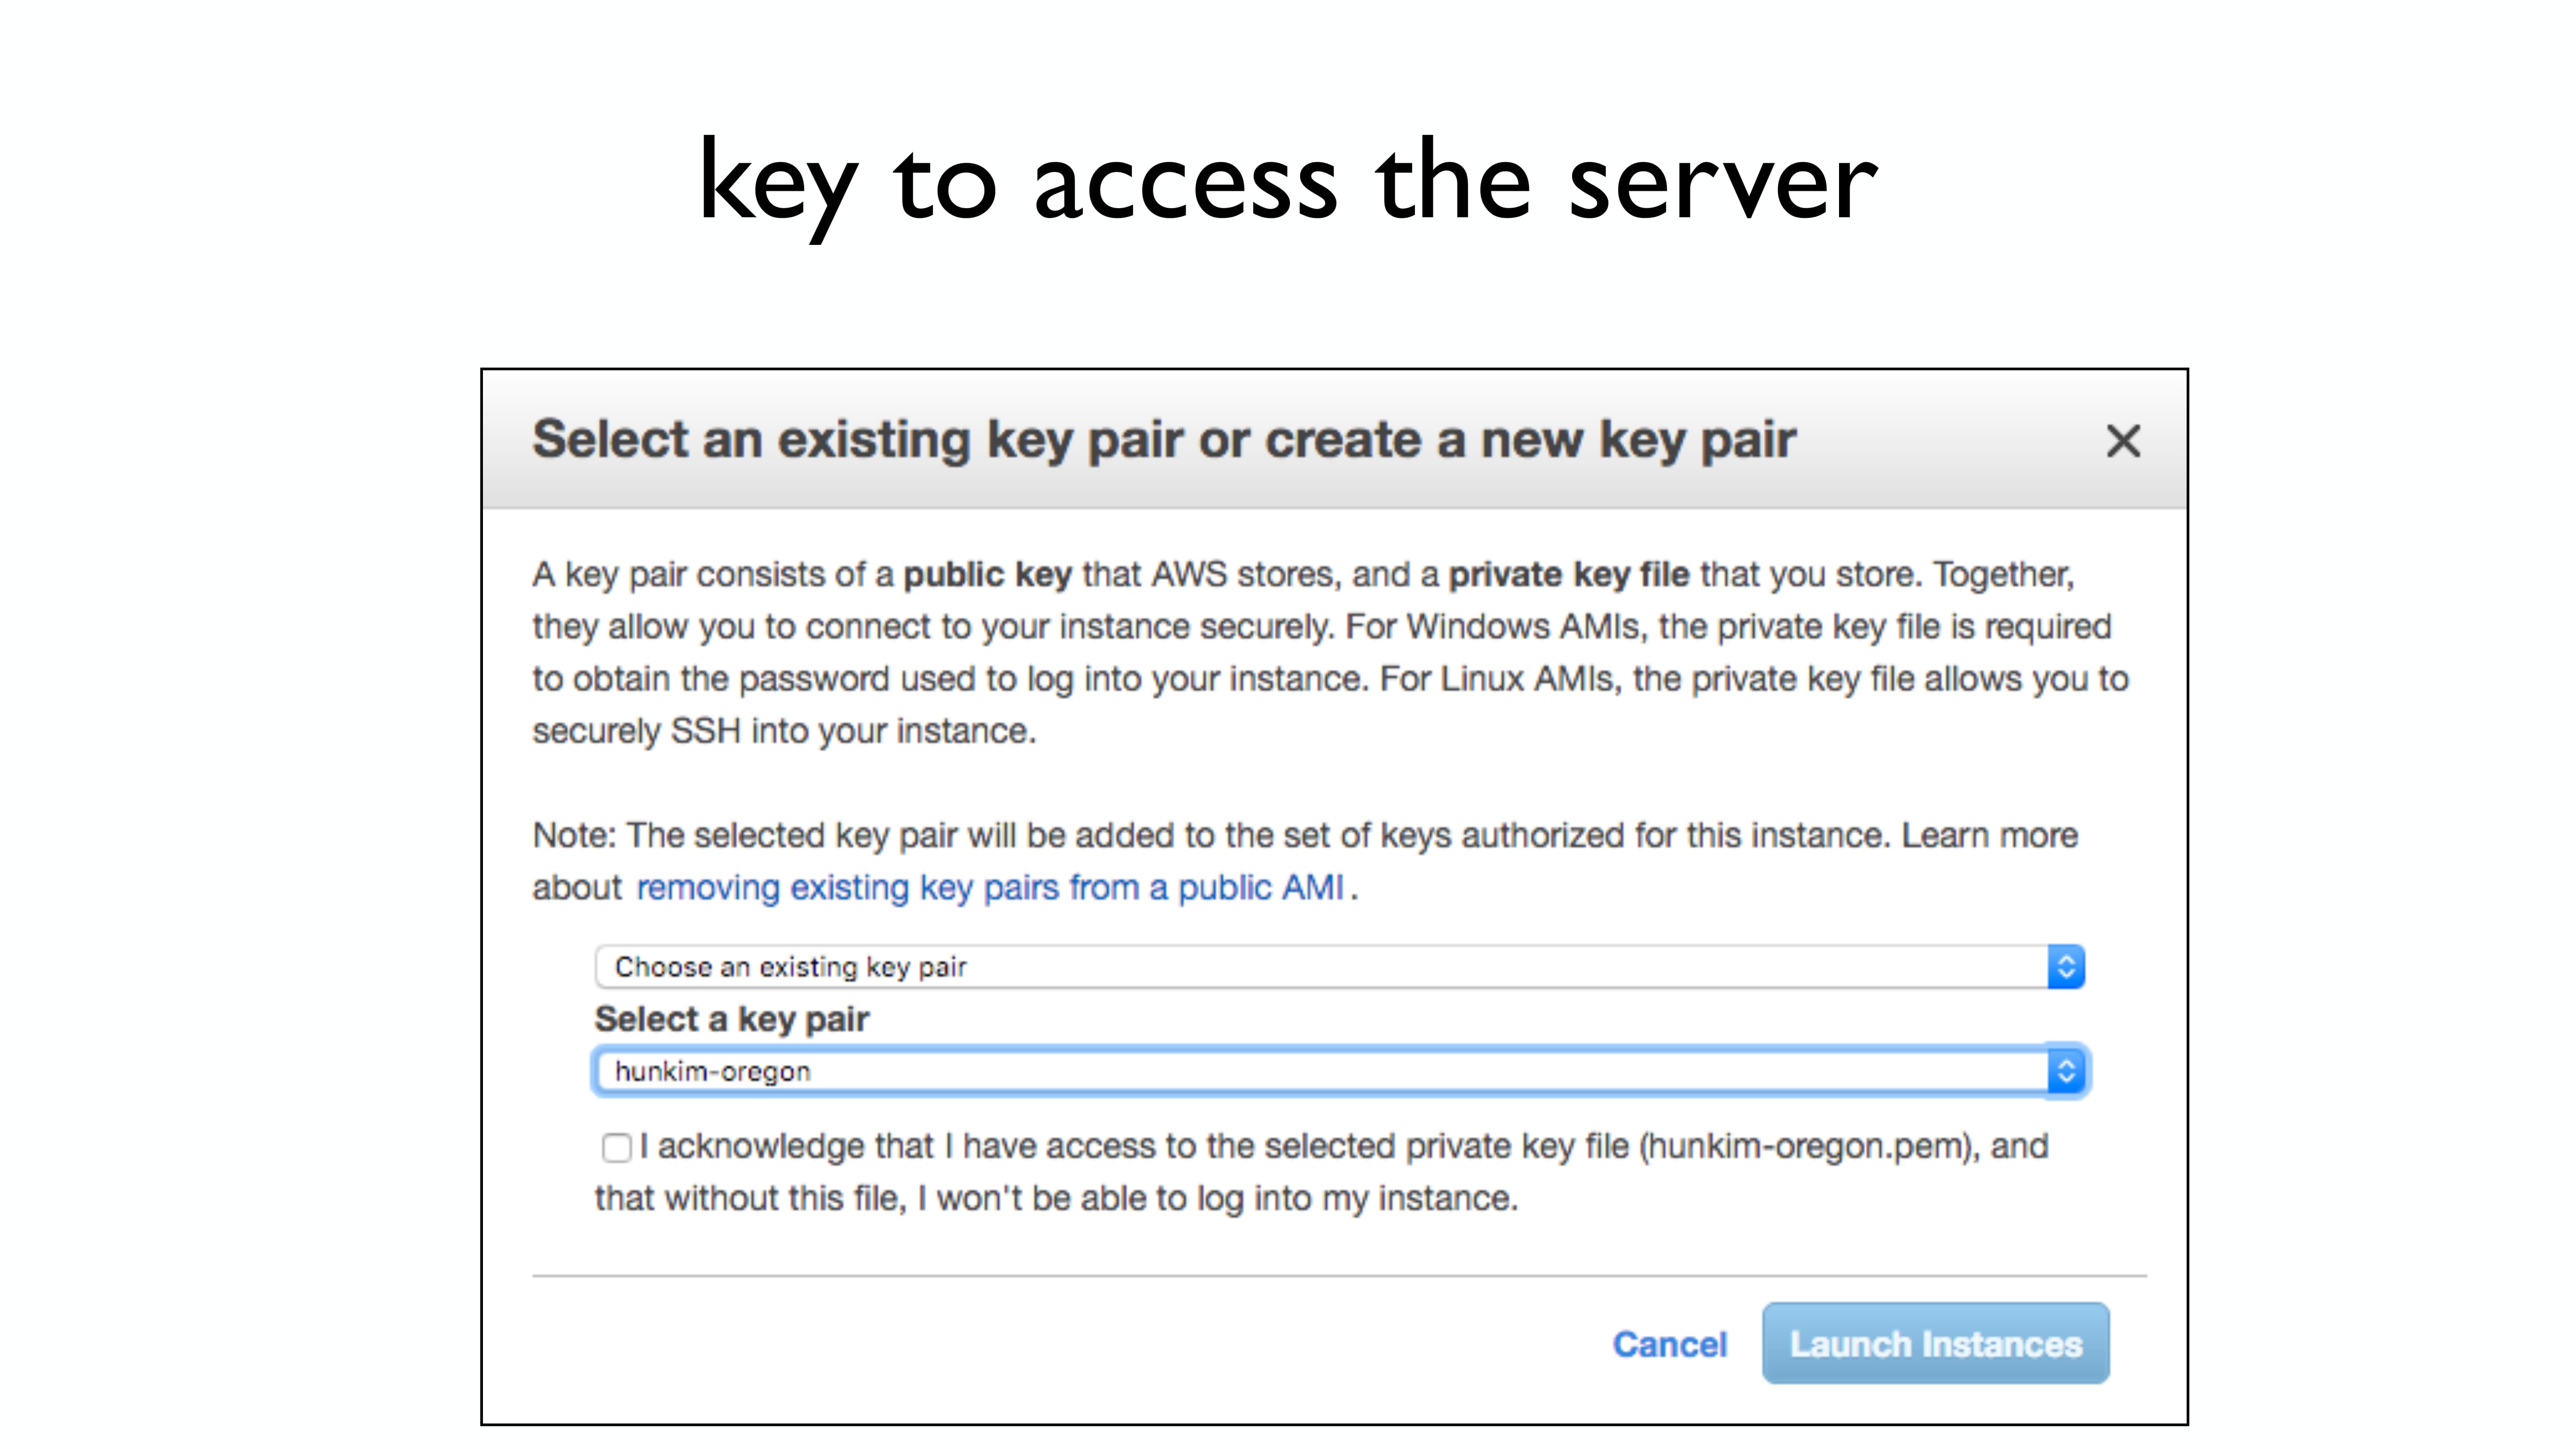 key to access the server
Select an existing key pair or create a new key pair
A key pair consists of a public key that AWS stores, and a private key file that you store. Together,
they allow you to connect to your instance securely. For Windows AMIs, the private key file is required
to obtain the password used to log into your instance. For Linux AMIs, the private key file allows you to
securely SSH into your instance.
Note: The selected key pair will be added to the set of keys authorized for this instance. Learn more
about removing existing key pairs from a public AMI.
Choose an existing key pair
Select a key pair
hunkim-oregon
I acknowledge that I have access to the selected private key file (hunkim-oregon.pem), and
that without this file, I won't be able to log into my instance.
Cancel Launch Instances